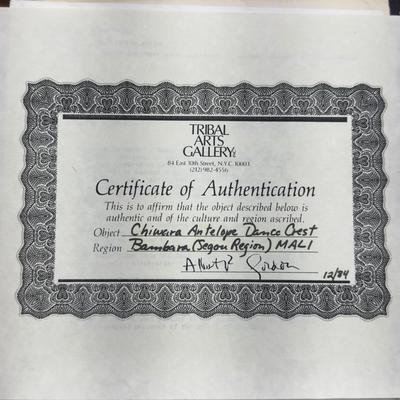 TRIBAL
ARTS
GALLERY
84 East 10th Street, N.Y.C. 10003
(212) 982-4556
Certificate of Authentication
This is to affirm that the object described below is
authentic and of the culture and region ascribed.
Object Chiwara Antelope Dance Crest
Region Bambara (Segou Region) MALI
Gordon
12/84